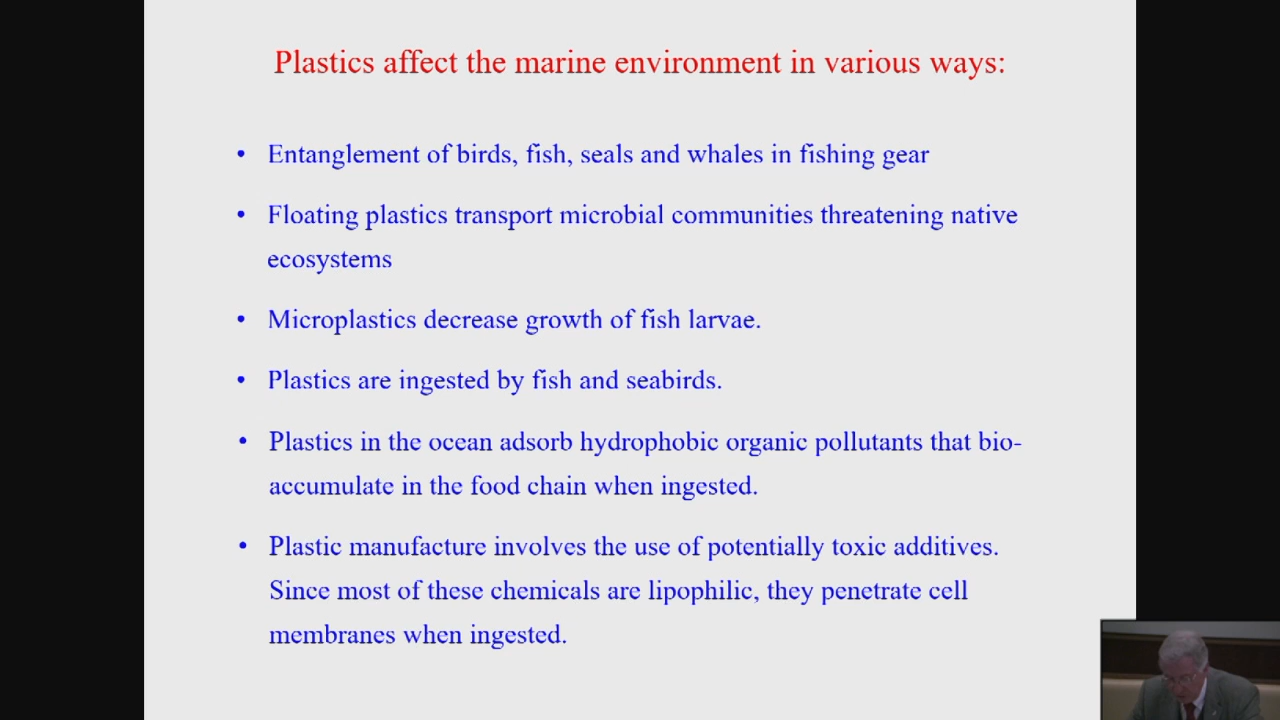 Plastics affect the marine environment in various ways:
• Entanglement of birds, fish, seals and whales in fishing gear
• Floating plastics transport microbial communities threatening native
ecosystems
• Microplastics decrease growth of fish larvae.
• Plastics are ingested by fish and seabirds.
• Plastics in the ocean adsorb hydrophobic organic pollutants that bio-
accumulate in the food chain when ingested.
• Plastic manufacture involves the use of potentially toxic additives.
Since most of these chemicals are lipophilic, they penetrate cell
membranes when ingested.